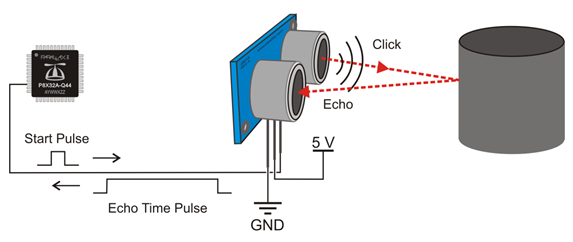 PARALLAX
P8X32A-Q44
Click
Echo
Start Pulse
5 V
Echo Time Pulse
GND